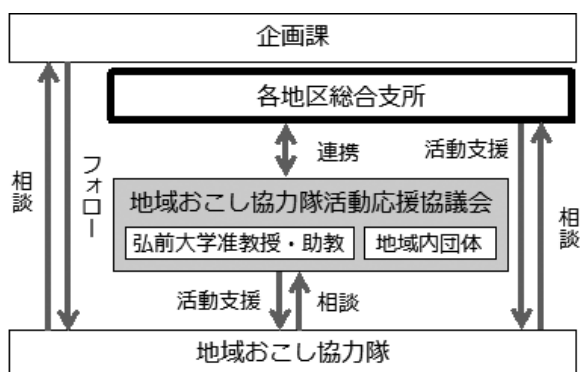 企画課
各地区総合支所
連携
活動支援
相談
フォロー
地域おこし協力隊活動応援協議会
弘前大学准教授・助教
地域内団体
相談
活動支援
相談
地域おこし協力隊